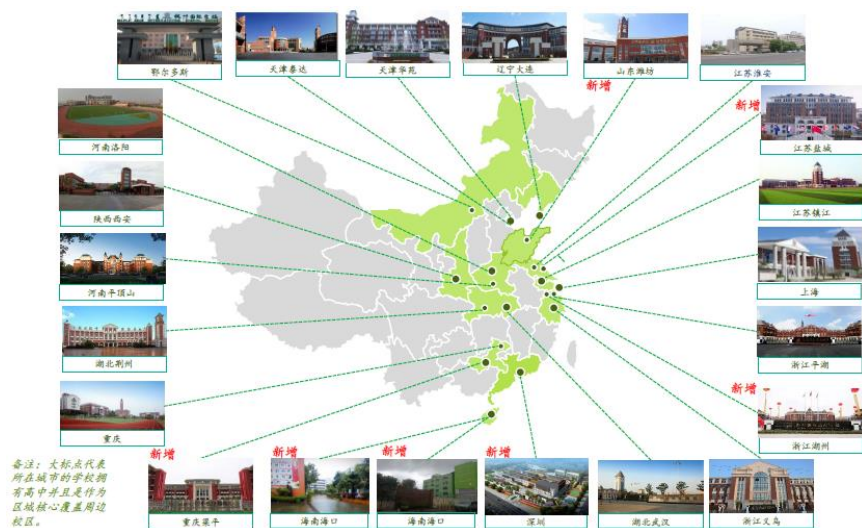 鄂尔多斯
天津泰达
天津华苑
辽宁大连
新增
山东潍坊
江苏淮安
河南洛阳
新增
江苏盐城
陕西西安
江苏镇江
河南平顶山
上海
湖北荆州
浙江平湖
重庆
新增
浙江湖州
备注：大标点代表
所在城市的学校拥
有高中并且是作为
区域核心覆盖周边
校区。
新增
重庆梁平
新增
海南海口
新增
海南海口
新增
深圳
湖北武汉
浙江义乌